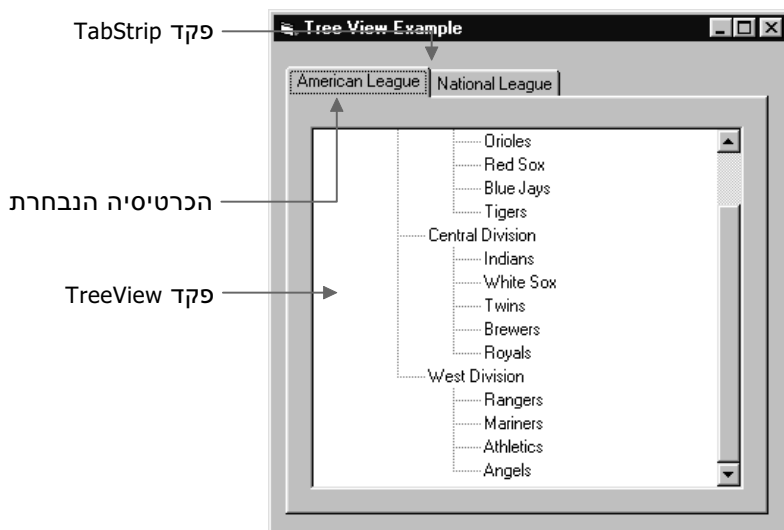 פקד TabStrip
Tree View Example
American League
National League
Orioles
Red Sox
Blue Jays
הכרטיסיה הנבחרת
Tigers
Central Division
Indians
White Sox
פקד TreeView
Twins
Brewers
Royals
West Division
Rangers
Mariners
Athletics
Angels